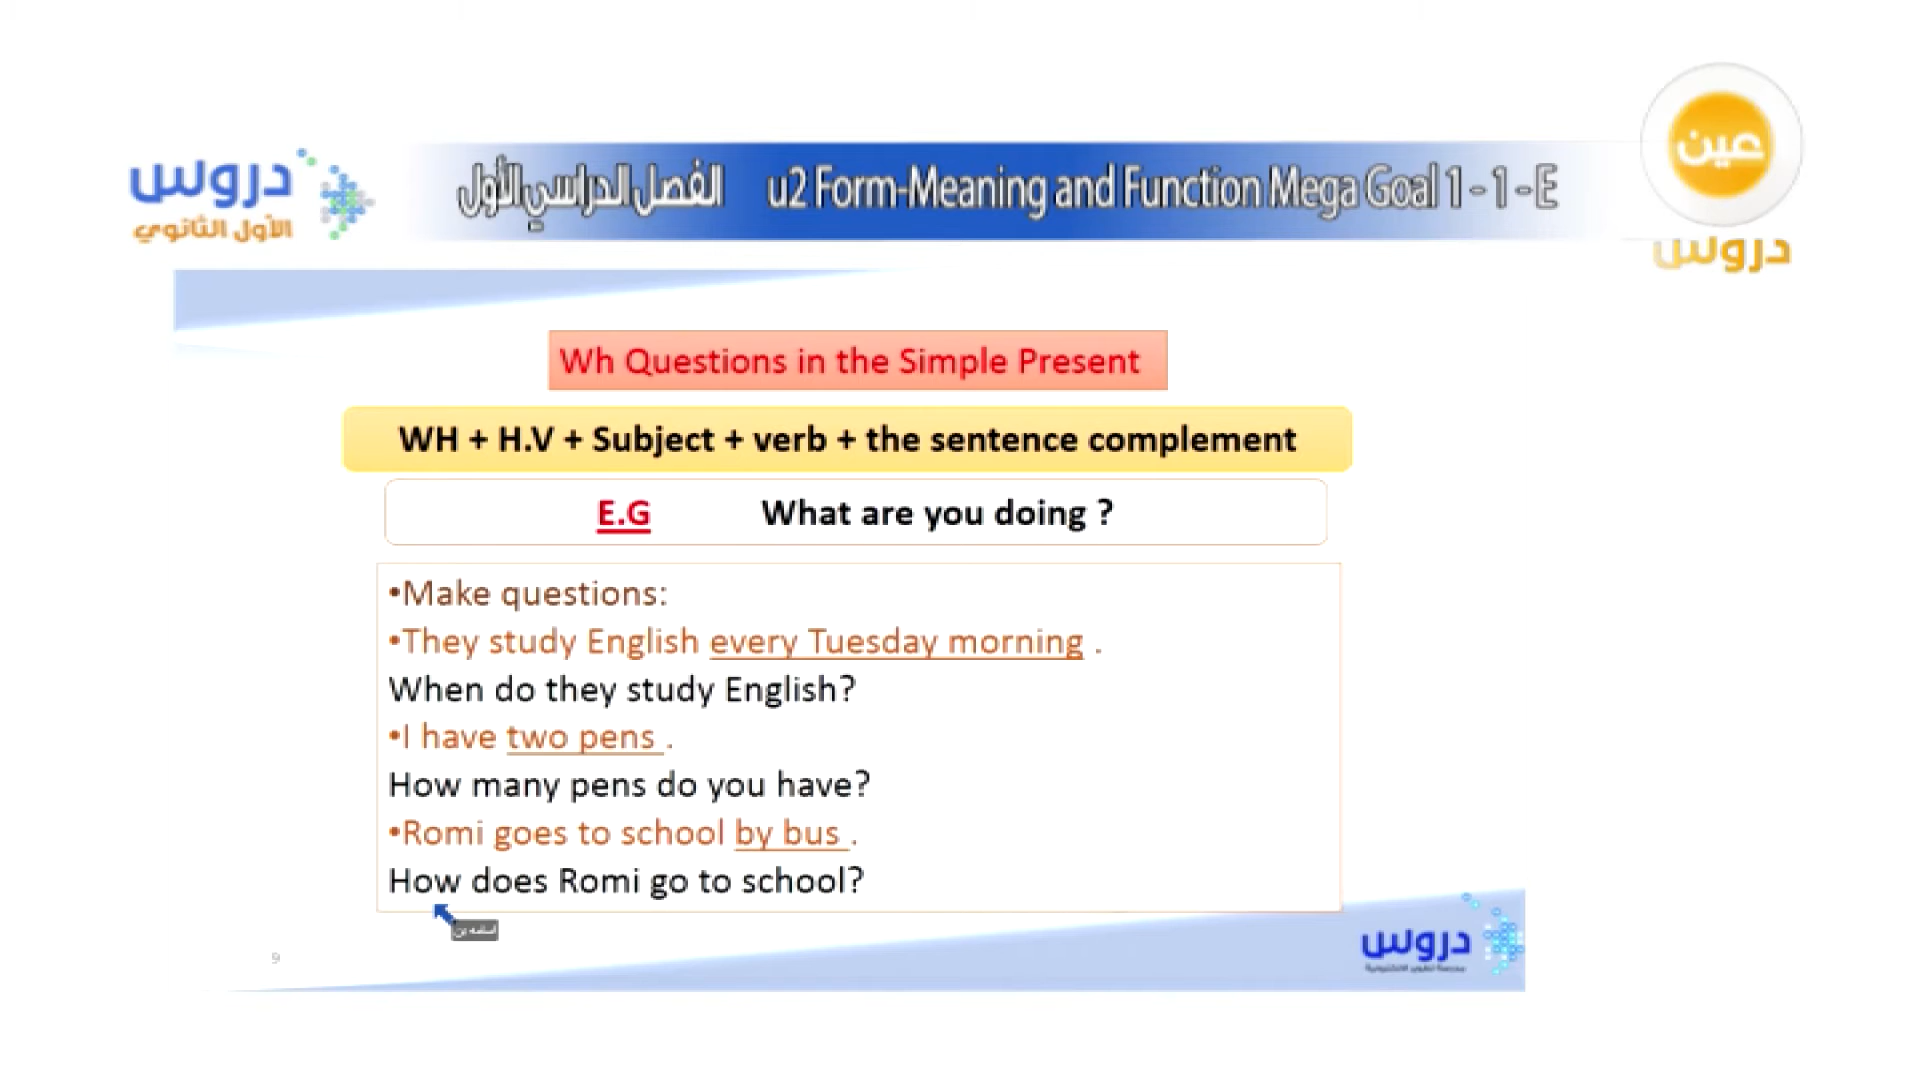 عين
دروس
دروس
الأول الثانوي
u2 Form-Meaning and Function Mega Goal 1 - 1 - E الفصل الدراسي الأول
Wh Questions in the Simple Present
WH + H.V + Subject + verb + the sentence complement
E.G What are you doing ?
•Make questions:
•They study English every Tuesday morning .
When do they study English?
•I have two pens .
How many pens do you have?
•Romi goes to school by bus .
How does Romi go to school?
اسامه بن
9
دروس